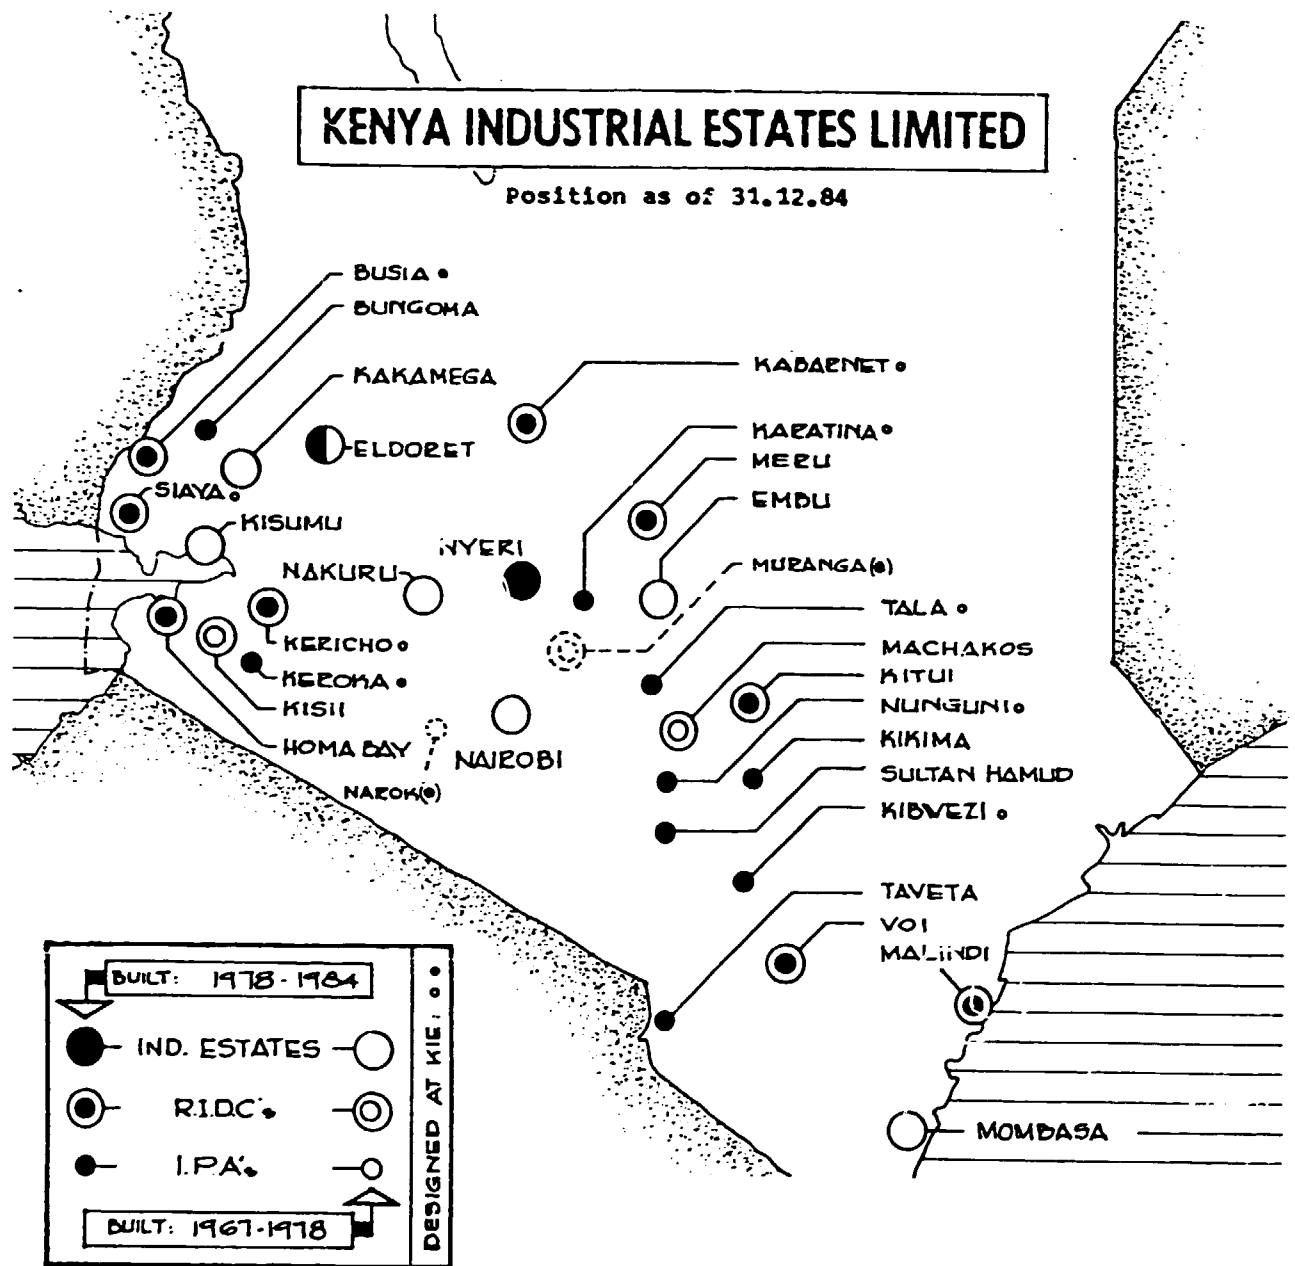 KENYA INDUSTRIAL ESTATES LIMITED
Position as of 31.12.84
BUSIA
BUNGOMA
KAKAMEGA
KABARNET
ELDORET
KARATINA
MERU
SIAYA
EMBU
KISUMU
NYERI
MURANGA
NAKURU
TALA
KERICHO
MACHAKOS
KITUI
KEROKA
KISII
NUNGUNI
HOMA BAY
NAIROBI
KIKIMA
SULTAN HAMUD
NAROK
KIBWEZI
TAVETA
VOI
MALINDI
BUILT: 1978-1984
IND. ESTATES
R.I.D.C's
I.P.A's
BUILT: 1967-1978
DESIGNED AT KIE:
MOMBASA